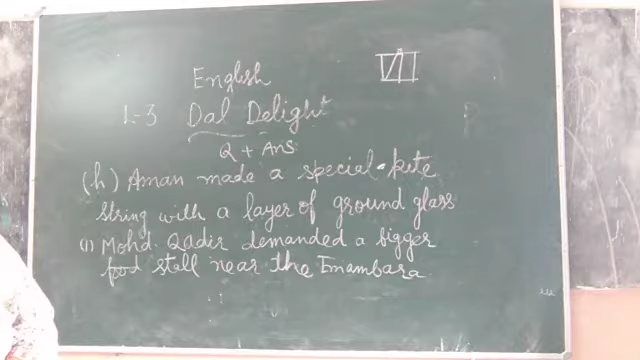 VII
English
L-3 Dal Delight
Q + Ans
(h) Aman made a special kite
string with a layer of ground glass
(i) Mohd. Qadir demanded a bigger
food stall near the Emambara